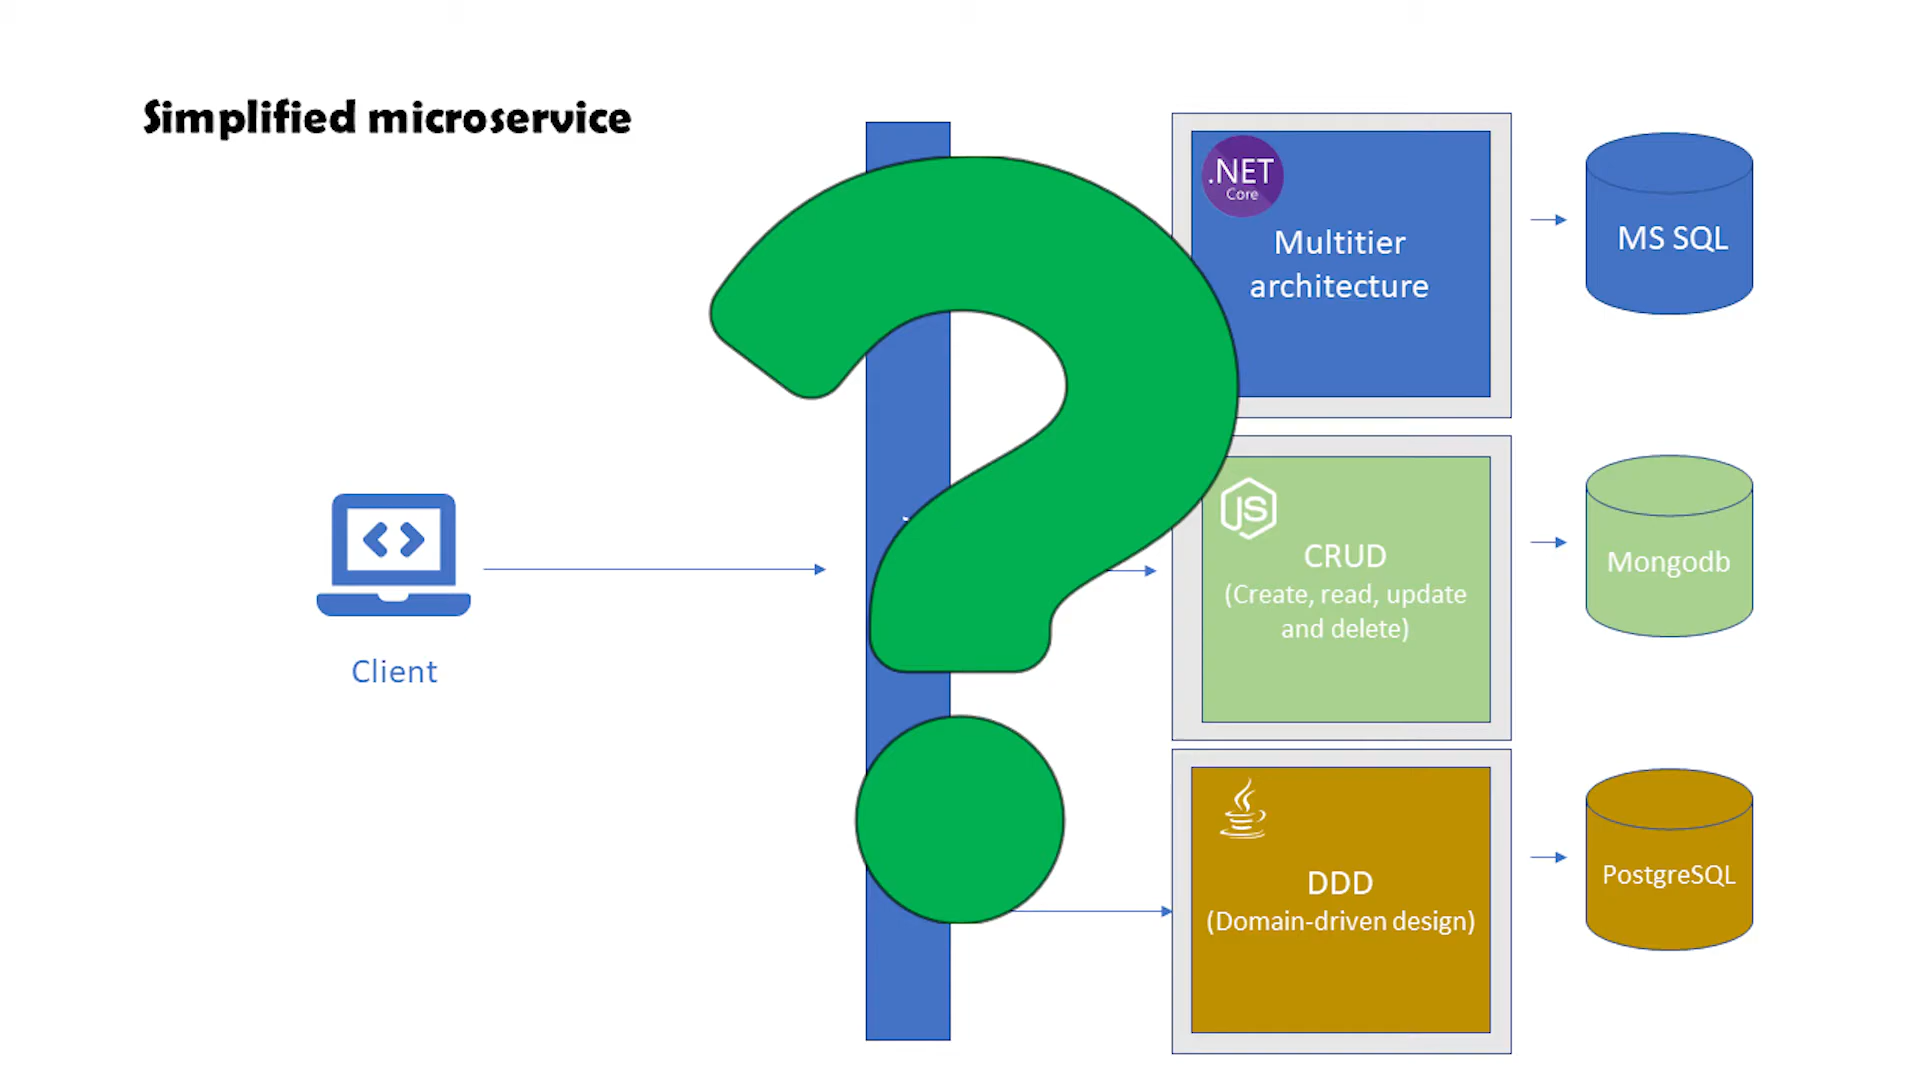 Simplified microservice
.NET
Core
Multitier
architecture
MS SQL
JS
CRUD
(Create, read, update
and delete)
Mongodb
Client
DDD
(Domain-driven design)
PostgreSQL